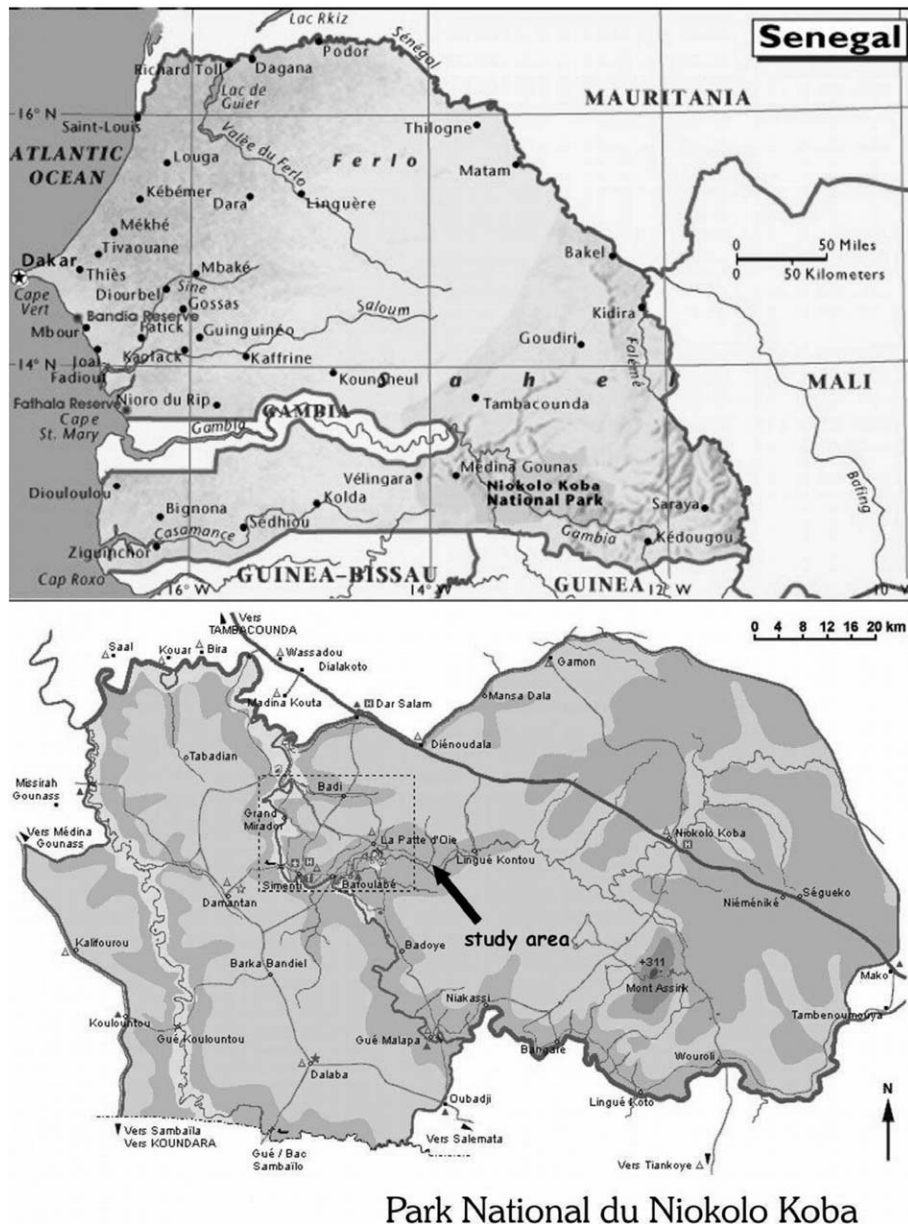 Lac Rkiz
Podor
Sénégal
Senegal
Richard Toll
Dagana
Lac de
Guier
MAURITANIA
16° N
Saint-Louis
Thilogne
ATLANTIC
OCEAN
Louga
Vallée du Ferlo
Ferlo
Matam
Kébémer
Dara
Linguère
Mékhé
Tivaouane
0 50 Miles
0 50 Kilometers
Dakar
Thiès
Mbaké
Bakel
Cape
Vert
Diourbel
Sine
Gossas
Saloum
Kidira
Bandia Reserve
Mbour
Fatick
Guinguinéo
Goudiri
Falémé
14° N
Joal
Fadiout
Kaolack
Kaffrine
Koungheul
Sahel
MALI
Fathala Reserve
Nioro du Rip
GAMBIA
Tambacounda
Cape
St. Mary
Gambia
Médina Gounas
Vélingara
Niokolo Koba
National Park
Bafing
Diouloulou
Kolda
Saraya
Bignona
Sédhiou
Casamance
Gambia
Kédougou
Ziguinchor
Cap Roxo
16° W
GUINEA-BISSAU
14° W
GUINEA
12° W
10° W
Vers
TAMBACOUNDA
Saal
Kouar
Bira
Wassadou
Dialakoto
0 4 8 12 16 20 km
Gamon
Madina Kouta
Dar Salam
Mansa Dala
Diénoudala
Tabadian
Missirah
Gounass
Badi
Grand
Mirador
Vers Médina
Gounass
La Patte d'Oie
Niokolo Koba
Lingué Kontou
Simenti
Bafoulabé
Damantan
Niéméniké
Ségueko
study area
Kalifourou
Badoye
+311
Mont Assirik
Barka Bandiel
Mako
Niakassi
Tambenoumouya
Koulountou
Gué Koulountou
Gué Malapa
Bangaré
Dalaba
Wouroli
Oubadji
Lingué Koto
N
Vers Sambaïla
Vers KOUNDARA
Vers Salemata
Gué / Bac
Sambaïlo
Vers Tiankoye
Park National du Niokolo Koba